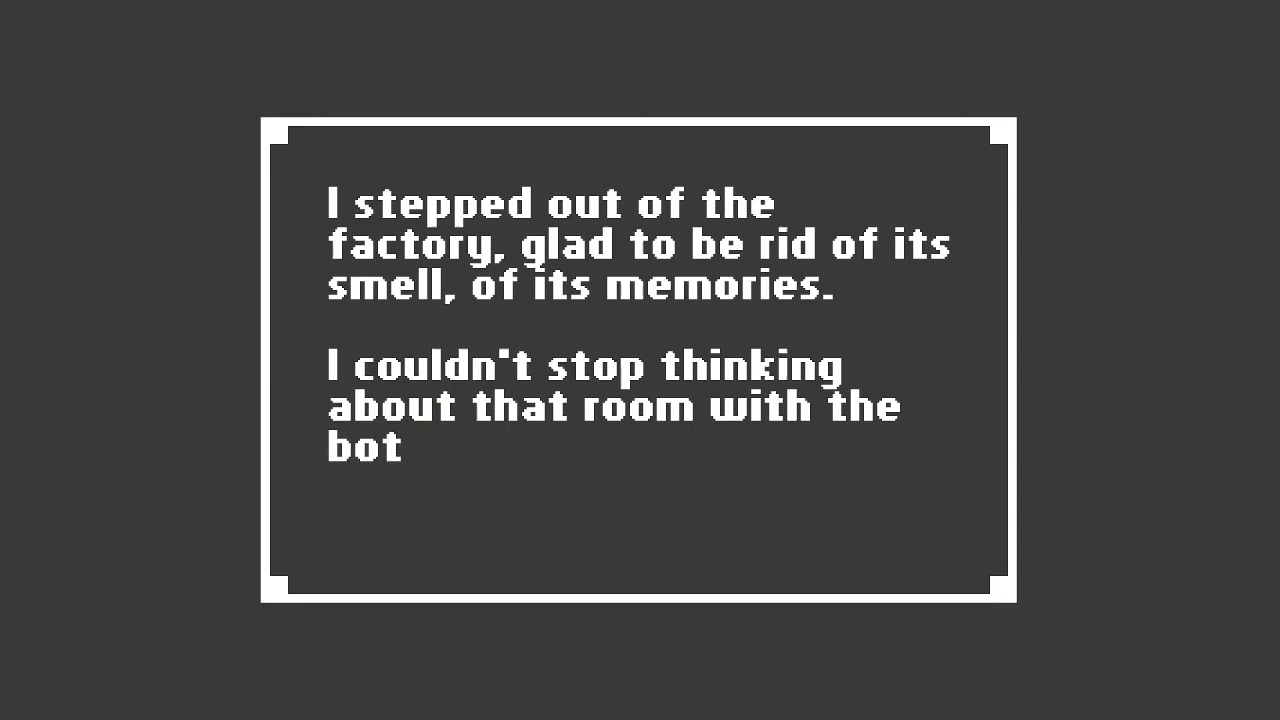 I stepped out of the
factory, glad to be rid of its
smell, of its memories.
I couldn't stop thinking
about that room with the
bot